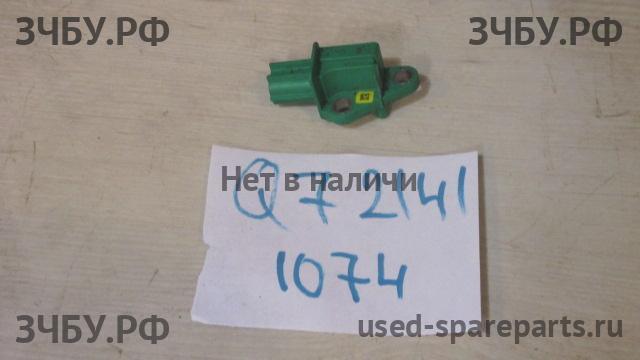 ЗЧБУ.РФ ЗЧБУ.РФ
Нет в наличи
Q7 2141
1074
ЗЧБУ.РФ used-spareparts.ru